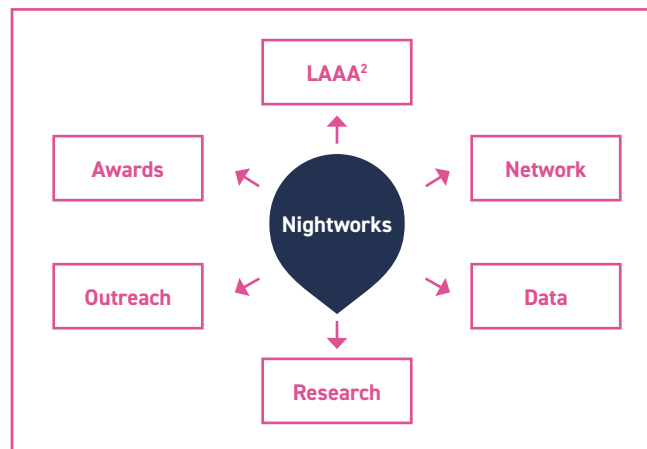 LAAA²
Awards
Network
Nightworks
Outreach
Data
Research